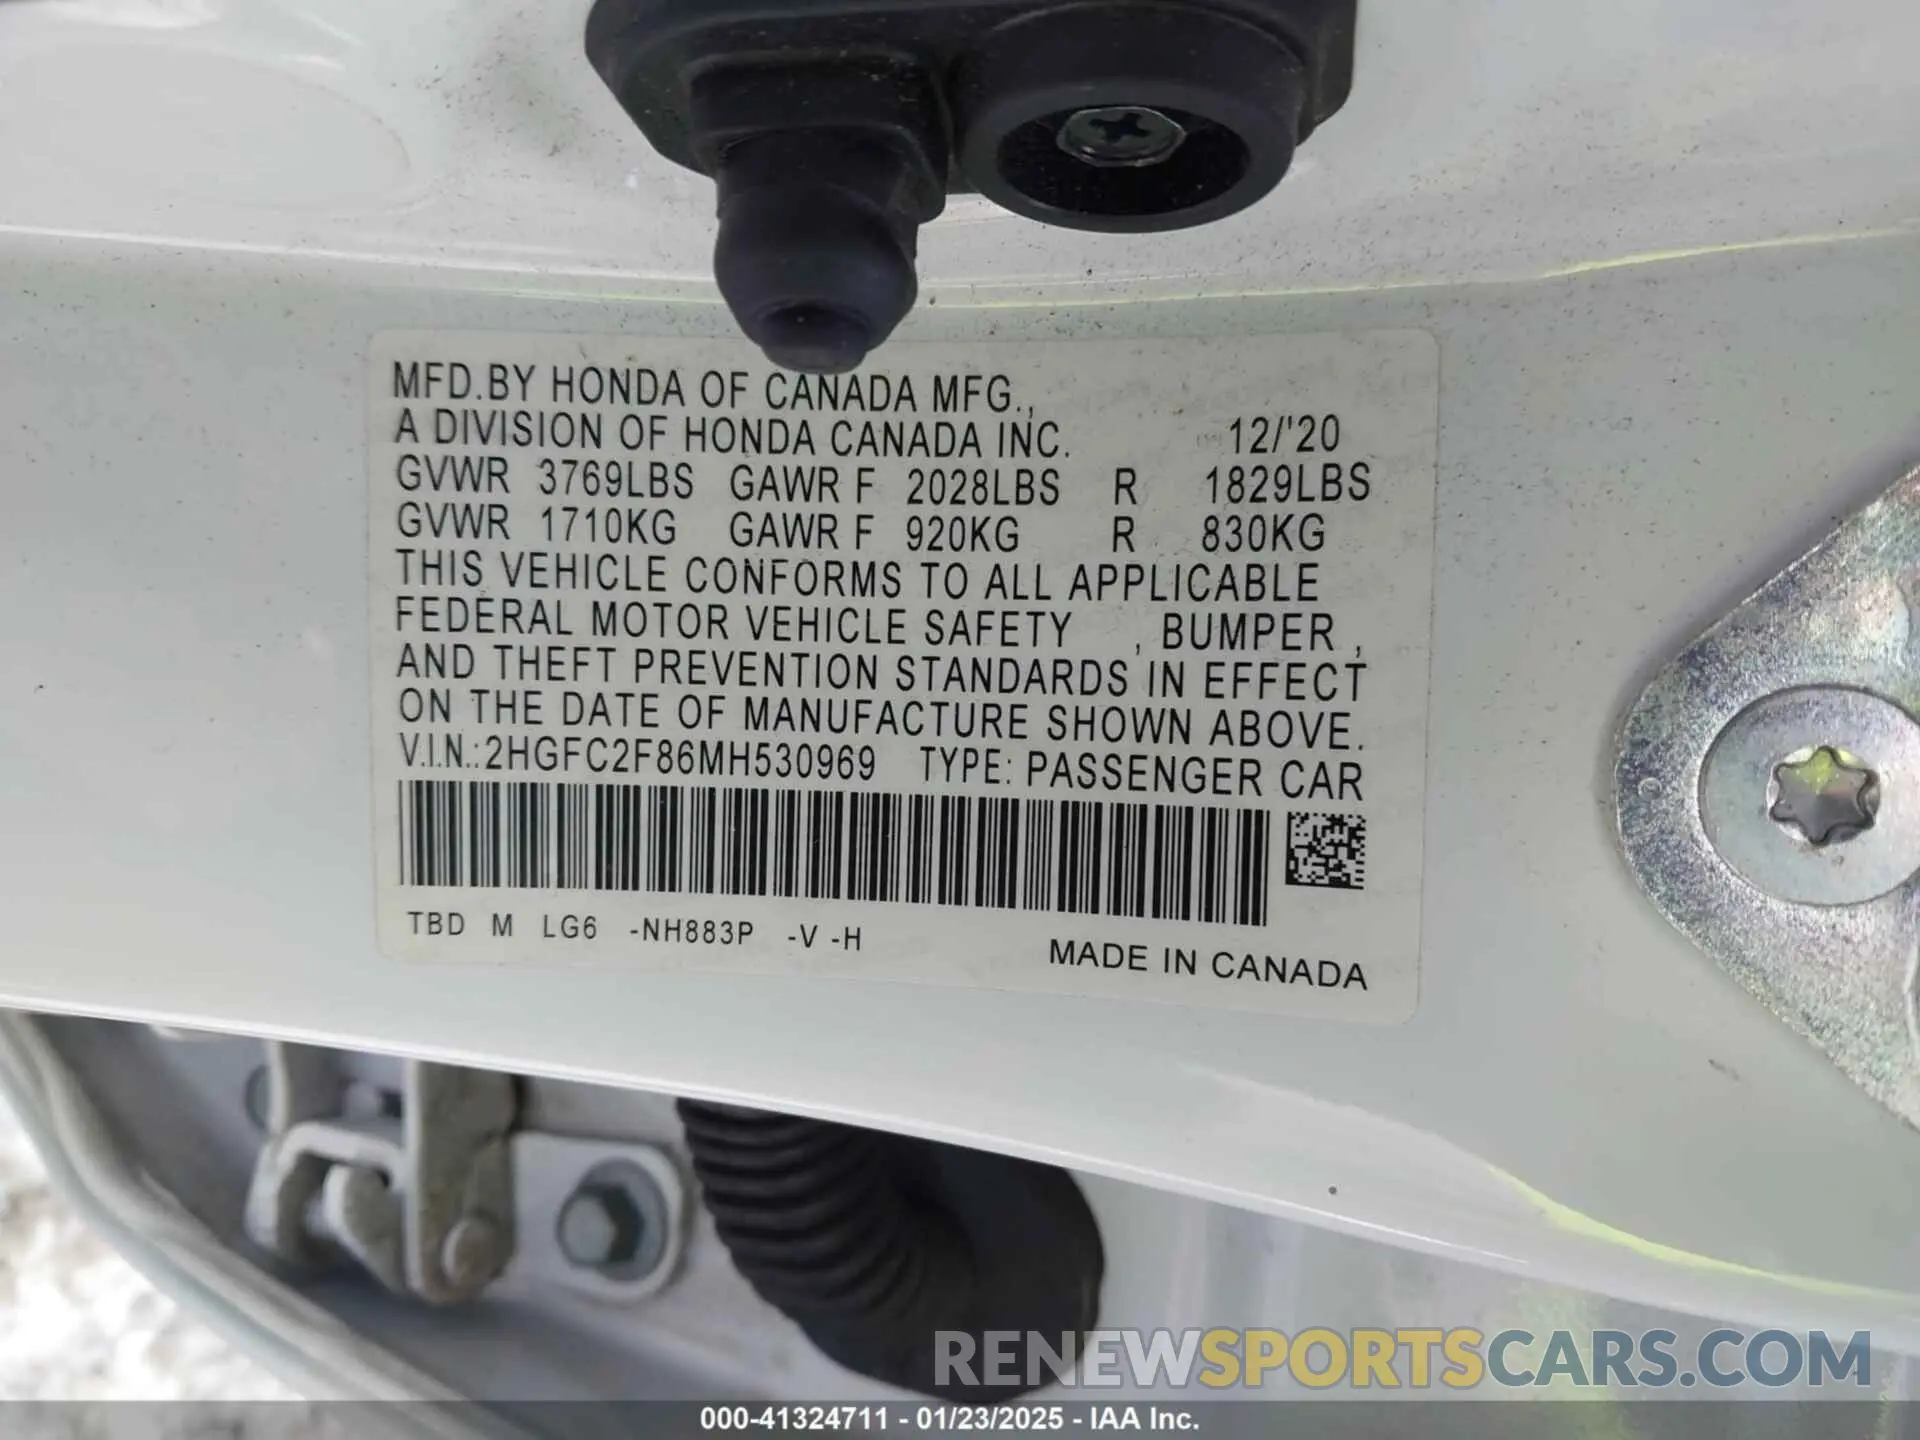 MFD.BY HONDA OF CANADA MFG.,
A DIVISION OF HONDA CANADA INC. 12/'20
GVWR 3769LBS GAWR F 2028LBS R 1829LBS
GVWR 1710KG GAWR F 920KG R 830KG
THIS VEHICLE CONFORMS TO ALL APPLICABLE
FEDERAL MOTOR VEHICLE SAFETY , BUMPER ,
AND THEFT PREVENTION STANDARDS IN EFFECT
ON THE DATE OF MANUFACTURE SHOWN ABOVE.
V.I.N.:2HGFC2F86MH530969 TYPE: PASSENGER CAR
TBD M LG6 -NH883P -V -H
MADE IN CANADA
RENEWSPORTSCARS.COM
000-41324711 - 01/23/2025 - IAA Inc.